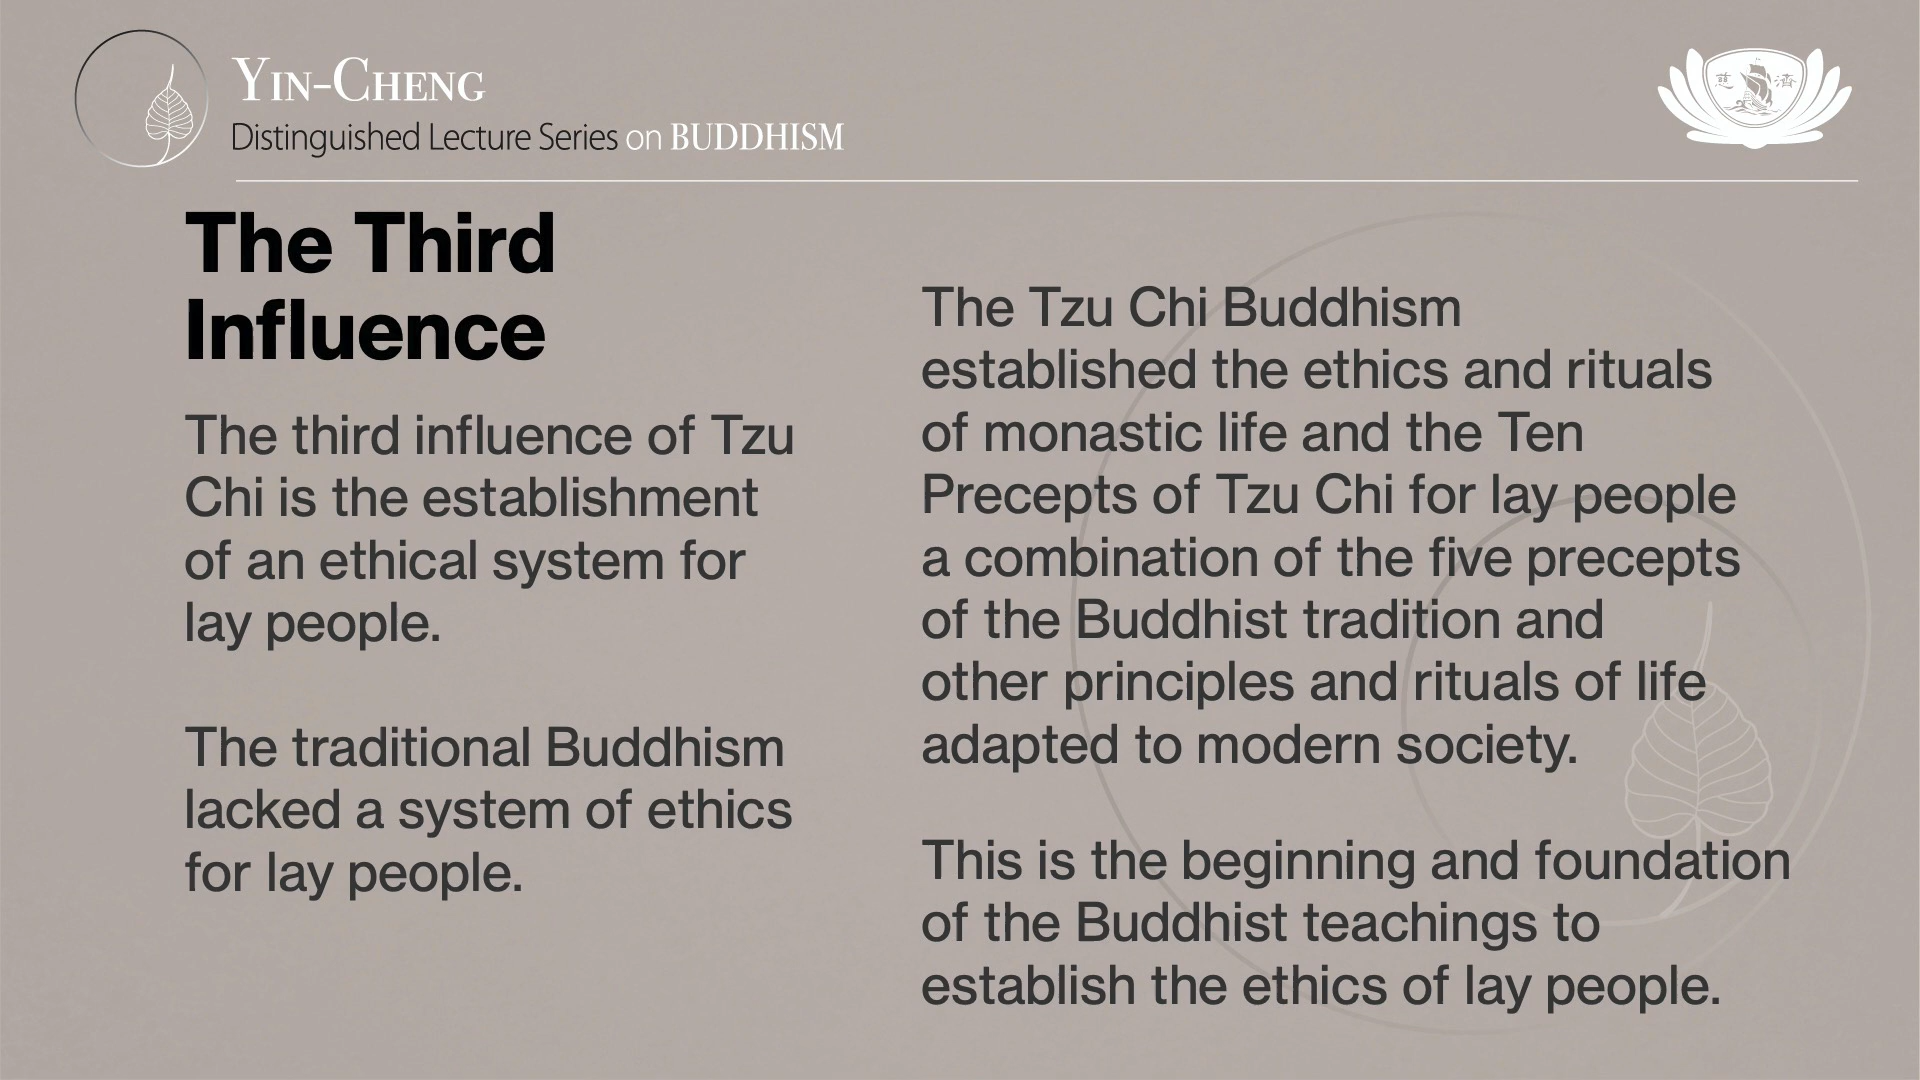 YIN-CHENG
Distinguished Lecture Series on BUDDHISM
慈濟
The Third
Influence
The third influence of Tzu
Chi is the establishment
of an ethical system for
lay people.
The traditional Buddhism
lacked a system of ethics
for lay people.
The Tzu Chi Buddhism
established the ethics and rituals
of monastic life and the Ten
Precepts of Tzu Chi for lay people
a combination of the five precepts
of the Buddhist tradition and
other principles and rituals of life
adapted to modern society.
This is the beginning and foundation
of the Buddhist teachings to
establish the ethics of lay people.